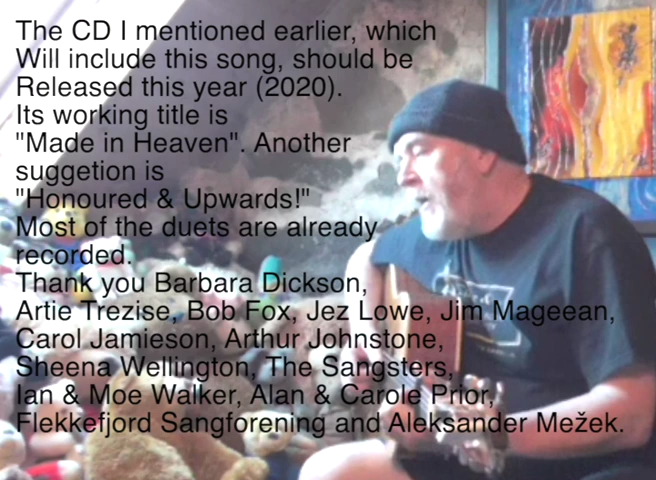 The CD I mentioned earlier, which
Will include this song, should be
Released this year (2020).
Its working title is
"Made in Heaven". Another
suggetion is
"Honoured & Upwards!"
Most of the duets are already
recorded.
Thank you Barbara Dickson,
Artie Trezise, Bob Fox, Jez Lowe, Jim Mageean,
Carol Jamieson, Arthur Johnstone,
Sheena Wellington, The Sangsters,
Ian & Moe Walker, Alan & Carole Prior,
Flekkefjord Sangforening and Aleksander Mežek.